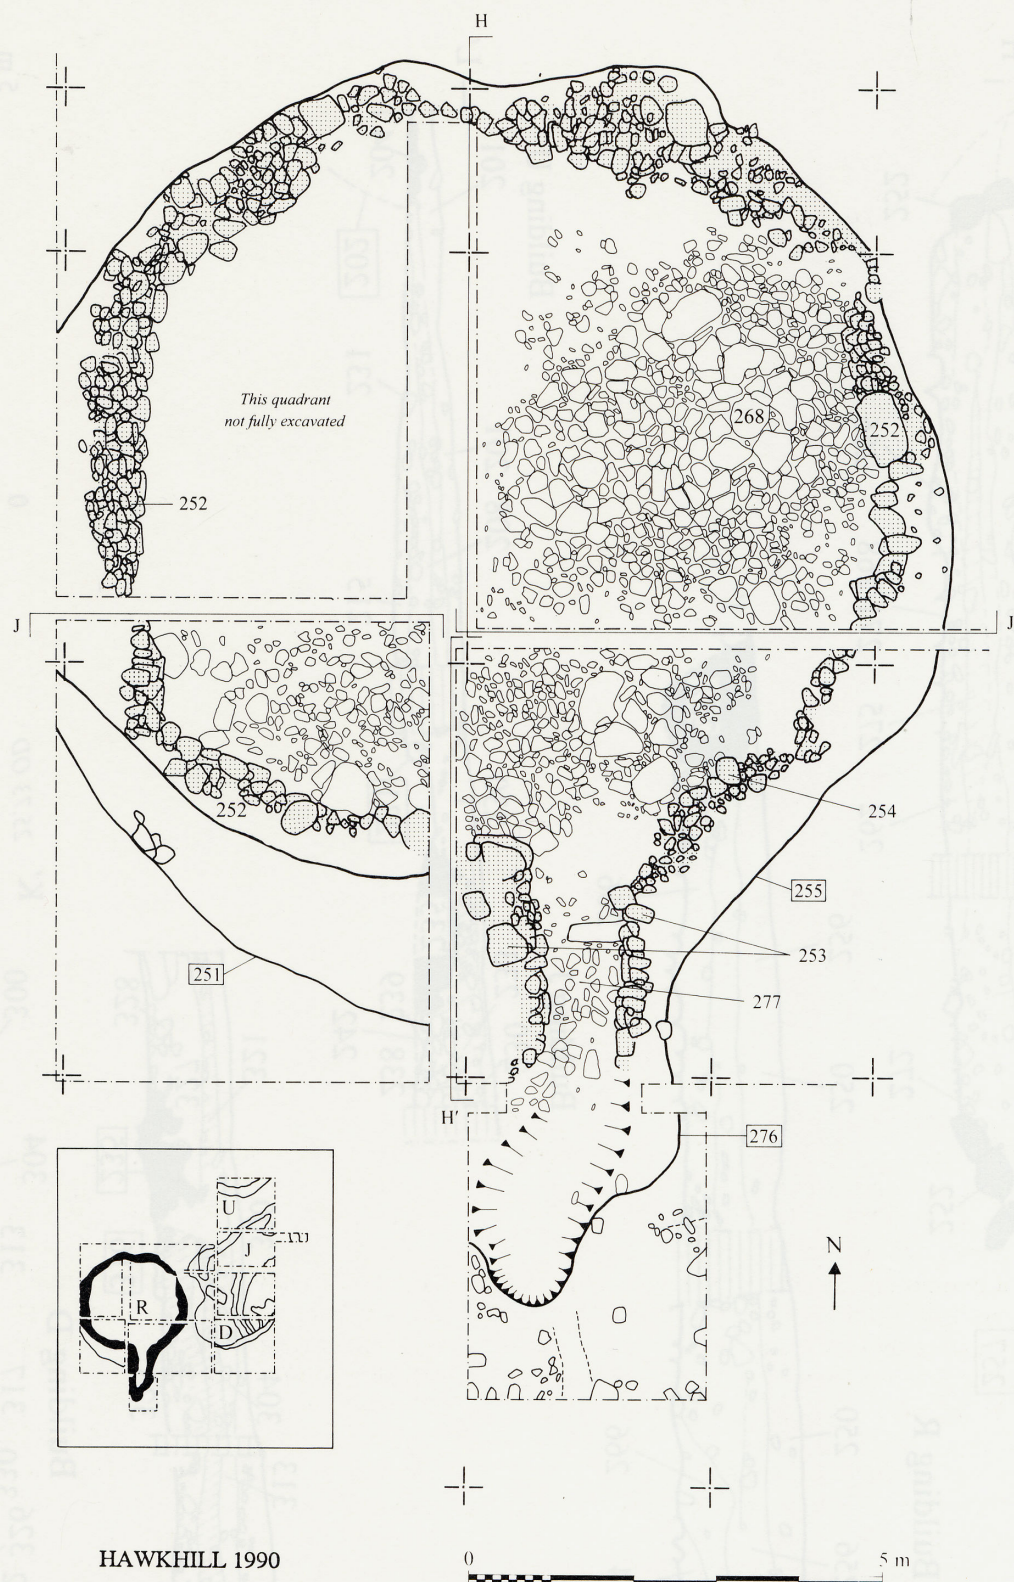 H
This quadrant
not fully excavated
268
252
252
J
J
252
254
255
253
251
277
H'
276
U
J
R
D
N
HAWKHILL 1990
0
5 m